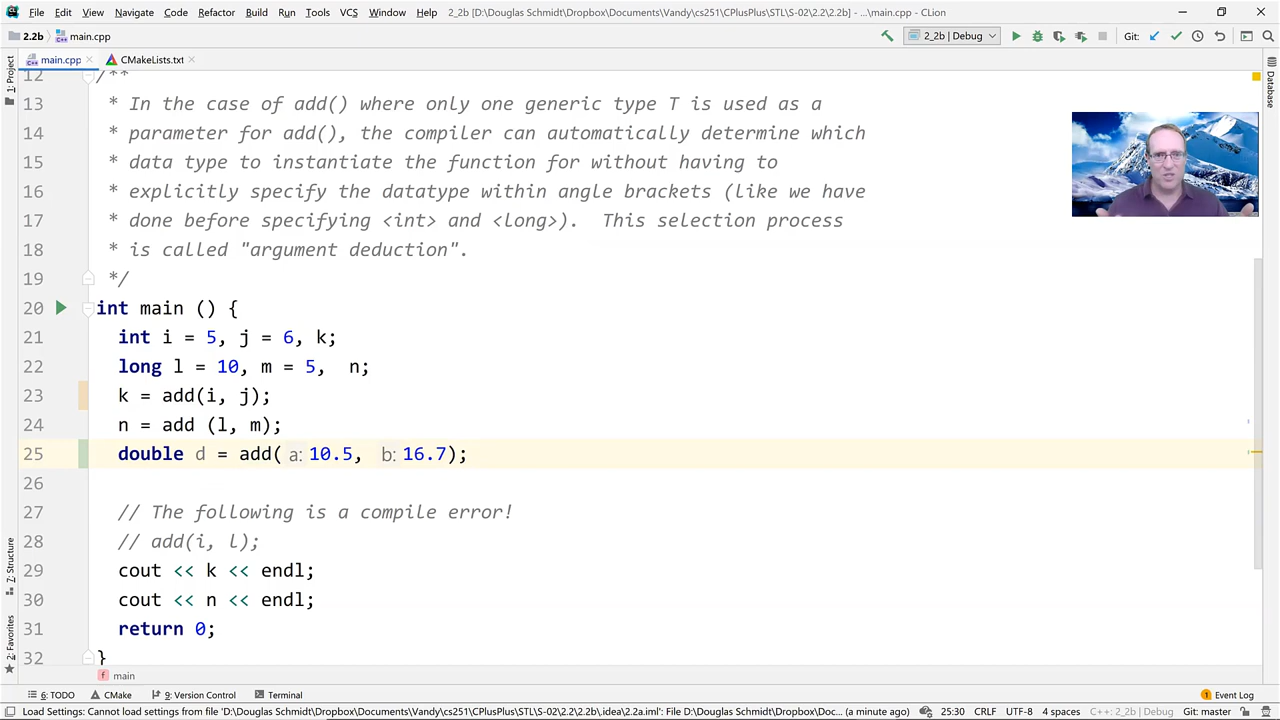 File Edit View Navigate Code Refactor Build Run Tools VCS Window Help 2_2b [D:\Douglas Schmidt\Dropbox\Documents\Vandy\cs251\CPlusPlus\STL\S-02\2.2\2.2b] - ...\main.cpp - CLion
2.2b main.cpp 2_2b | Debug Git:
main.cpp CMakeLists.txt
1: Project
Database
12 /**
13 * In the case of add() where only one generic type T is used as a
14 * parameter for add(), the compiler can automatically determine which
15 * data type to instantiate the function for without having to
16 * explicitly specify the datatype within angle brackets (like we have
17 * done before specifying <int> and <long>).  This selection process
18 * is called "argument deduction".
19 */
20 int main () {
21 int i = 5, j = 6, k;
22 long l = 10, m = 5,  n;
23 k = add(i, j);
24 n = add (l, m);
25 double d = add( a: 10.5,  b: 16.7);
26
27 // The following is a compile error!
28 // add(i, l);
29 cout << k << endl;
30 cout << n << endl;
31 return 0;
32 }
7: Structure
2: Favorites
f main
6: TODO CMake 9: Version Control Terminal 1 Event Log
Load Settings: Cannot load settings from file 'D:\Douglas Schmidt\Dropbox\Documents\Vandy\cs251\CPlusPlus\STL\S-02\2.2\2.2b\.idea\2.2a.iml': File D:\Douglas Schmidt\Dropbox\Doc... (a minute ago) 25:30 CRLF UTF-8 4 spaces C++: 2_2b | Debug Git: master